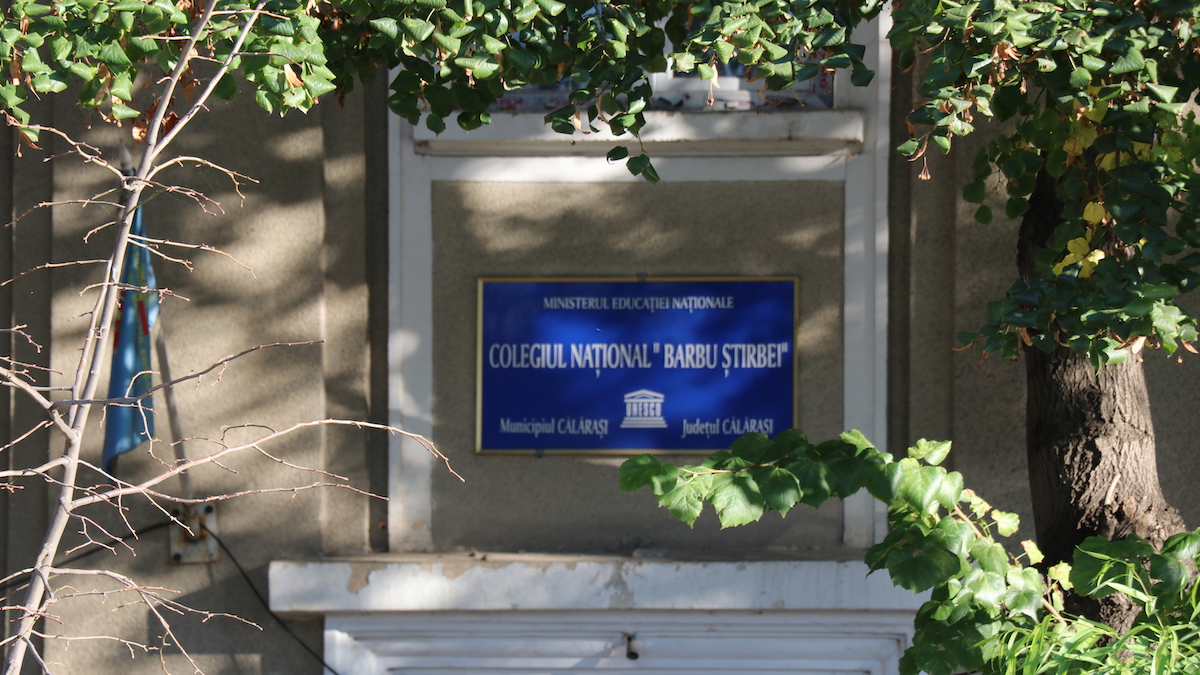 MINISTERUL EDUCAȚIEI NAȚIONALE
COLEGIUL NAȚIONAL " BARBU ȘTIRBEI"
UNESCO
Municipiul CĂLĂRAȘI Județul CĂLĂRAȘI